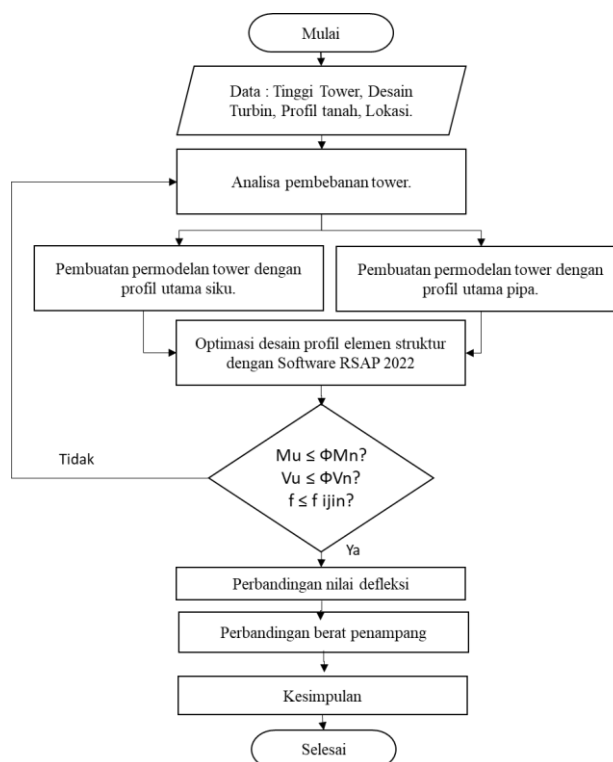 Mulai
Data : Tinggi Tower, Desain
Turbin, Profil tanah, Lokasi.
Analisa pembebanan tower.
Pembuatan permodelan tower dengan
profil utama siku.
Pembuatan permodelan tower dengan
profil utama pipa.
Optimasi desain profil elemen struktur
dengan Software RSAP 2022
Tidak
Mu ≤ ΦMn?
Vu ≤ ΦVn?
f ≤ f ijin?
Ya
Perbandingan nilai defleksi
Perbandingan berat penampang
Kesimpulan
Selesai